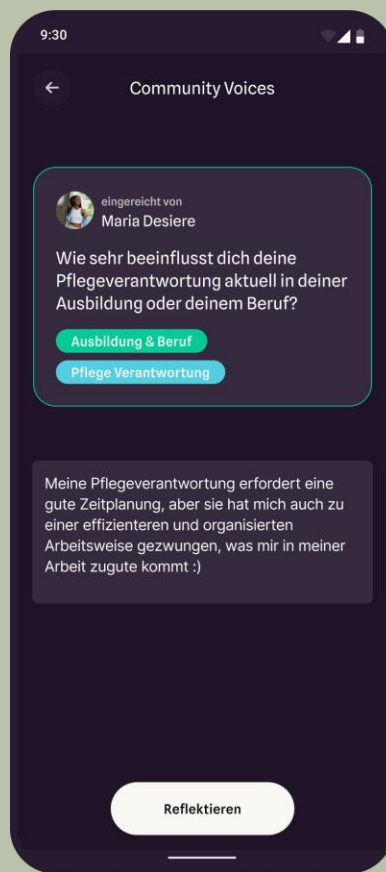 9:30
Community Voices
eingereicht von
Maria Desiere
Wie sehr beeinflusst dich deine
Pflegeverantwortung aktuell in deiner
Ausbildung oder deinem Beruf?
Ausbildung & Beruf
Pflege Verantwortung
Meine Pflegeverantwortung erfordert eine
gute Zeitplanung, aber sie hat mich auch zu
einer effizienteren und organisierten
Arbeitsweise gezwungen, was mir in meiner
Arbeit zugute kommt :)
Reflektieren